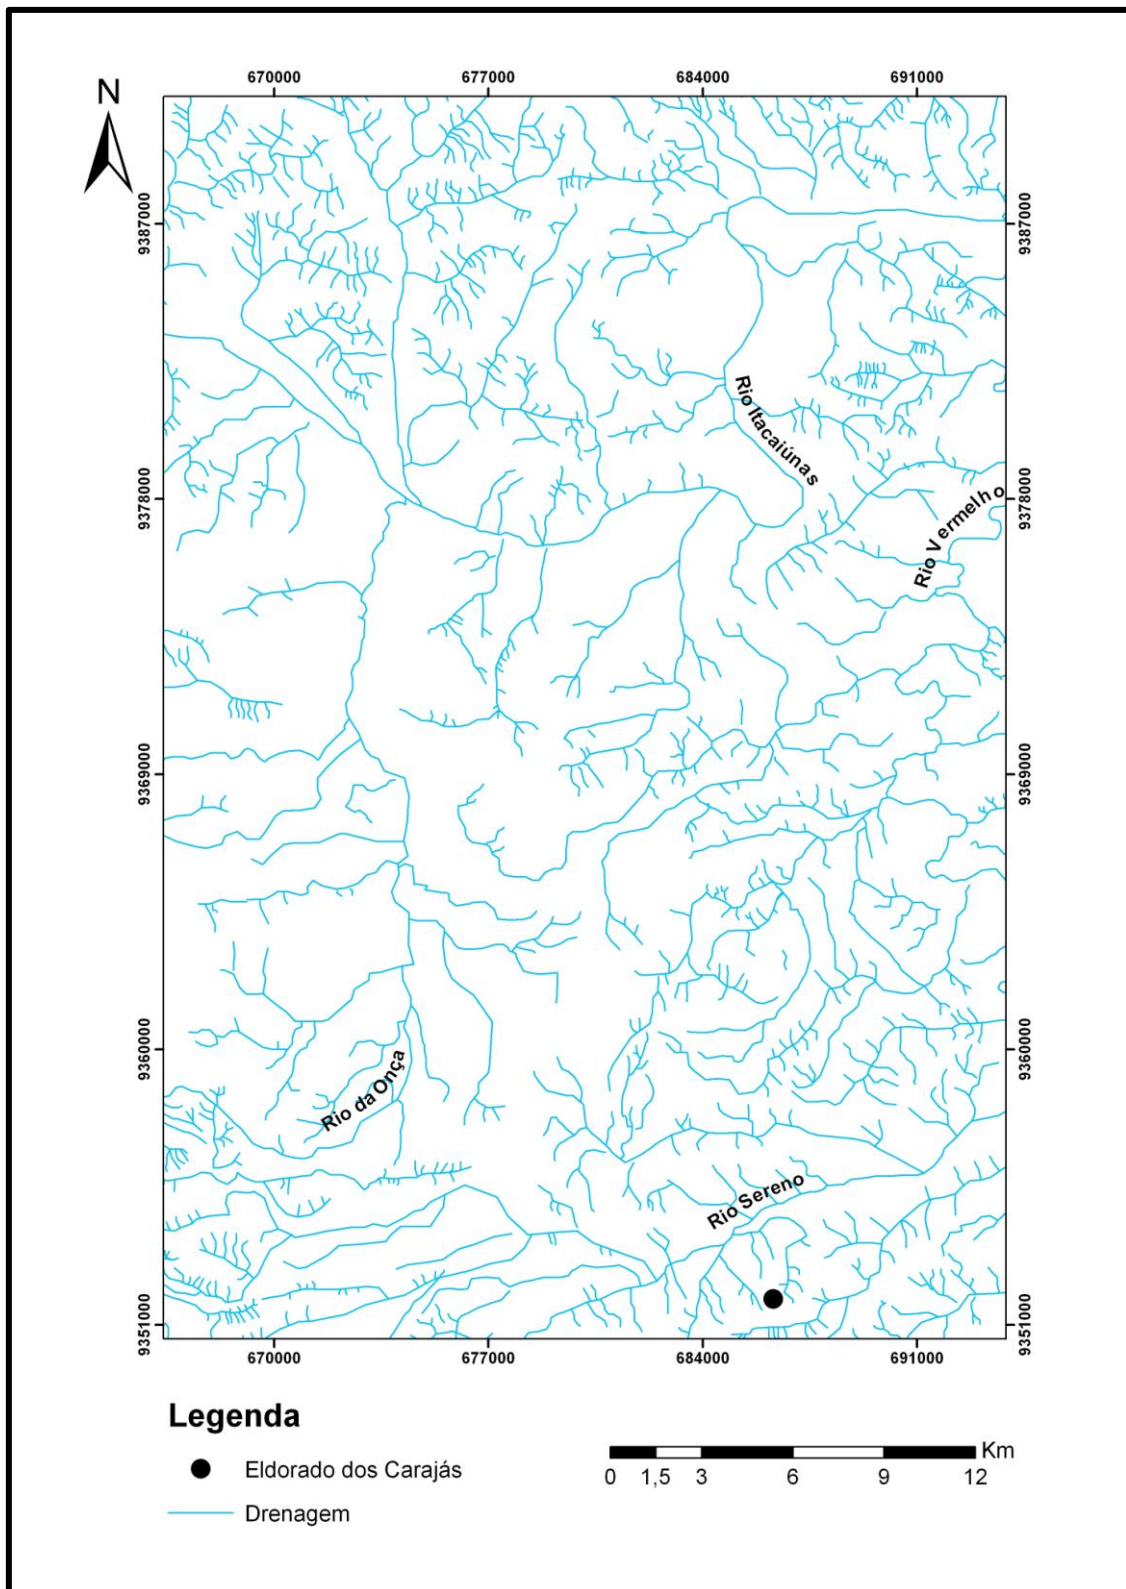 N
670000 677000 684000 691000
9387000 9387000
Rio Itacaiúnas
9378000 9378000
Rio Vermelho
9369000 9369000
9360000 9360000
Rio da Onça
Rio Sereno
9351000 9351000
670000 677000 684000 691000
Legenda
Eldorado dos Carajás
Drenagem
Km
0 1,5 3 6 9 12